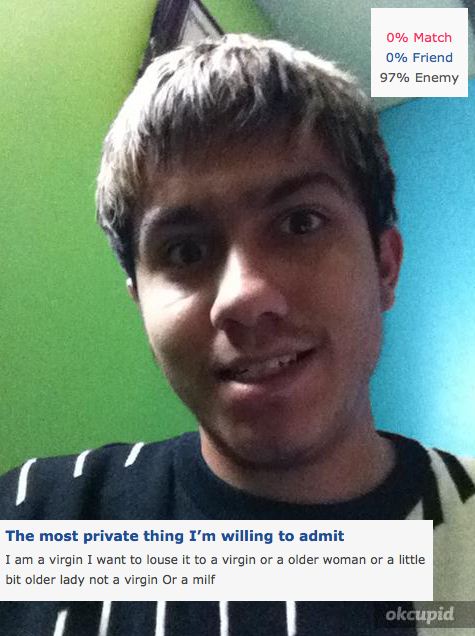 0% Match
0% Friend
97% Enemy
The most private thing I'm willing to admit
I am a virgin I want to louse it to a virgin or a older woman or a little
bit older lady not a virgin Or a milf
okcupid